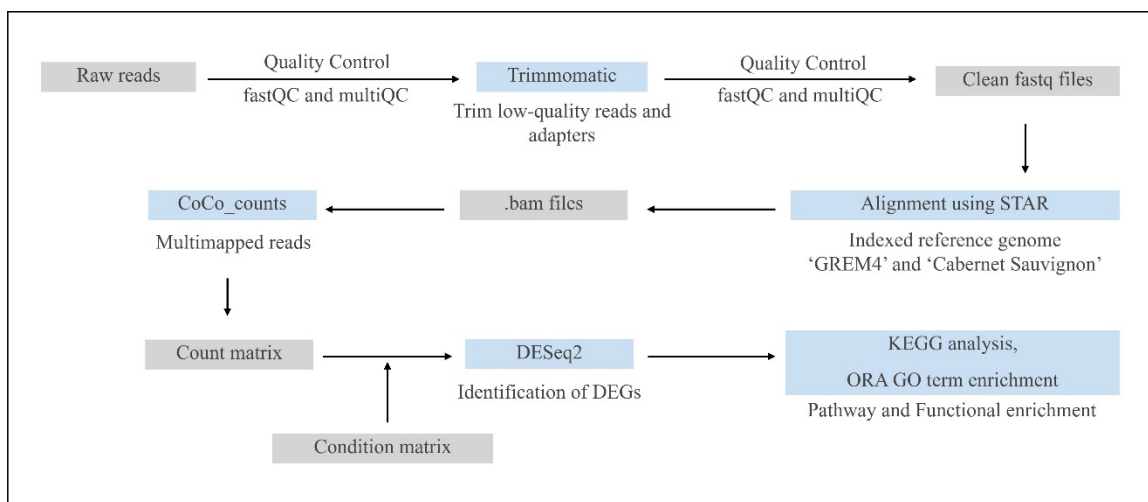 Raw reads
Quality Control
fastQC and multiQC
Trimmomatic
Trim low-quality reads and
adapters
Quality Control
fastQC and multiQC
Clean fastq files
CoCo_counts
Multimapped reads
.bam files
Alignment using STAR
Indexed reference genome
‘GREM4’ and ‘Cabernet Sauvignon’
Count matrix
DESeq2
Identification of DEGs
KEGG analysis,
ORA GO term enrichment
Pathway and Functional enrichment
Condition matrix